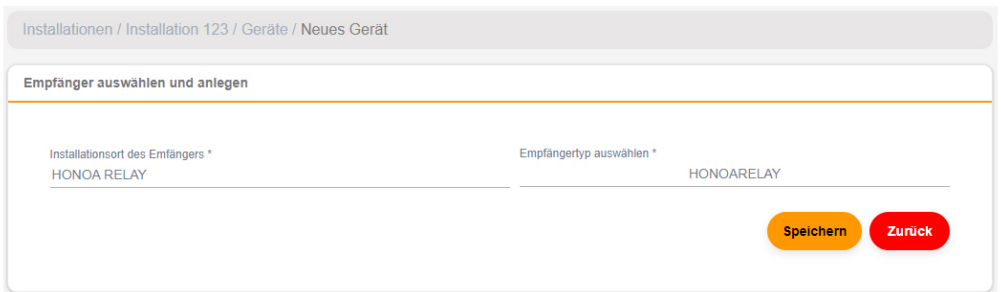 Installationen / Installation 123 / Geräte / Neues Gerät
Empfänger auswählen und anlegen
Installationsort des Emfängers *
HONOA RELAY
Empfängertyp auswählen *
HONOARELAY
Speichern
Zurück